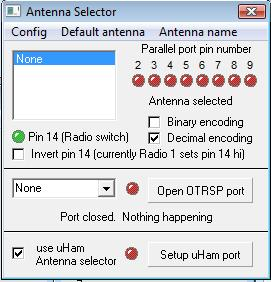 Antenna Selector
Config Default antenna Antenna name
None
Parallel port pin number
2 3 4 5 6 7 8 9
Antenna selected
Binary encoding
Pin 14 (Radio switch)
Decimal encoding
Invert pin 14 (currently Radio 1 sets pin 14 hi)
None
Open OTRSP port
Port closed. Nothing happening
use uHam
Antenna selector
Setup uHam port